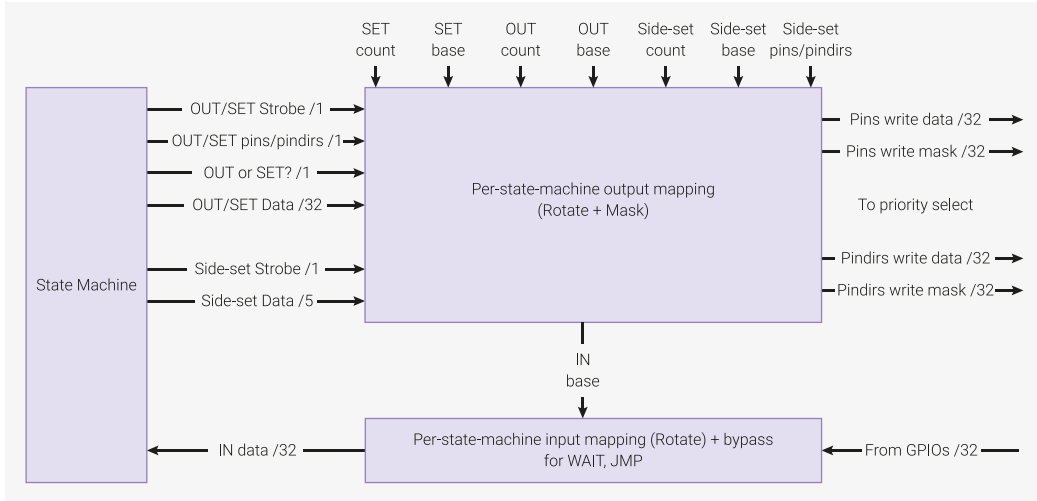 SET count
SET base
OUT count
OUT base
Side-set count
Side-set base
Side-set pins/pindirs
OUT/SET Strobe /1
OUT/SET pins/pindirs /1
OUT or SET? /1
OUT/SET Data /32
Side-set Strobe /1
Side-set Data /5
State Machine
Per-state-machine output mapping
(Rotate + Mask)
Pins write data /32
Pins write mask /32
To priority select
Pindirs write data /32
Pindirs write mask /32
IN
base
IN data /32
Per-state-machine input mapping (Rotate) + bypass
for WAIT, JMP
From GPIOs /32